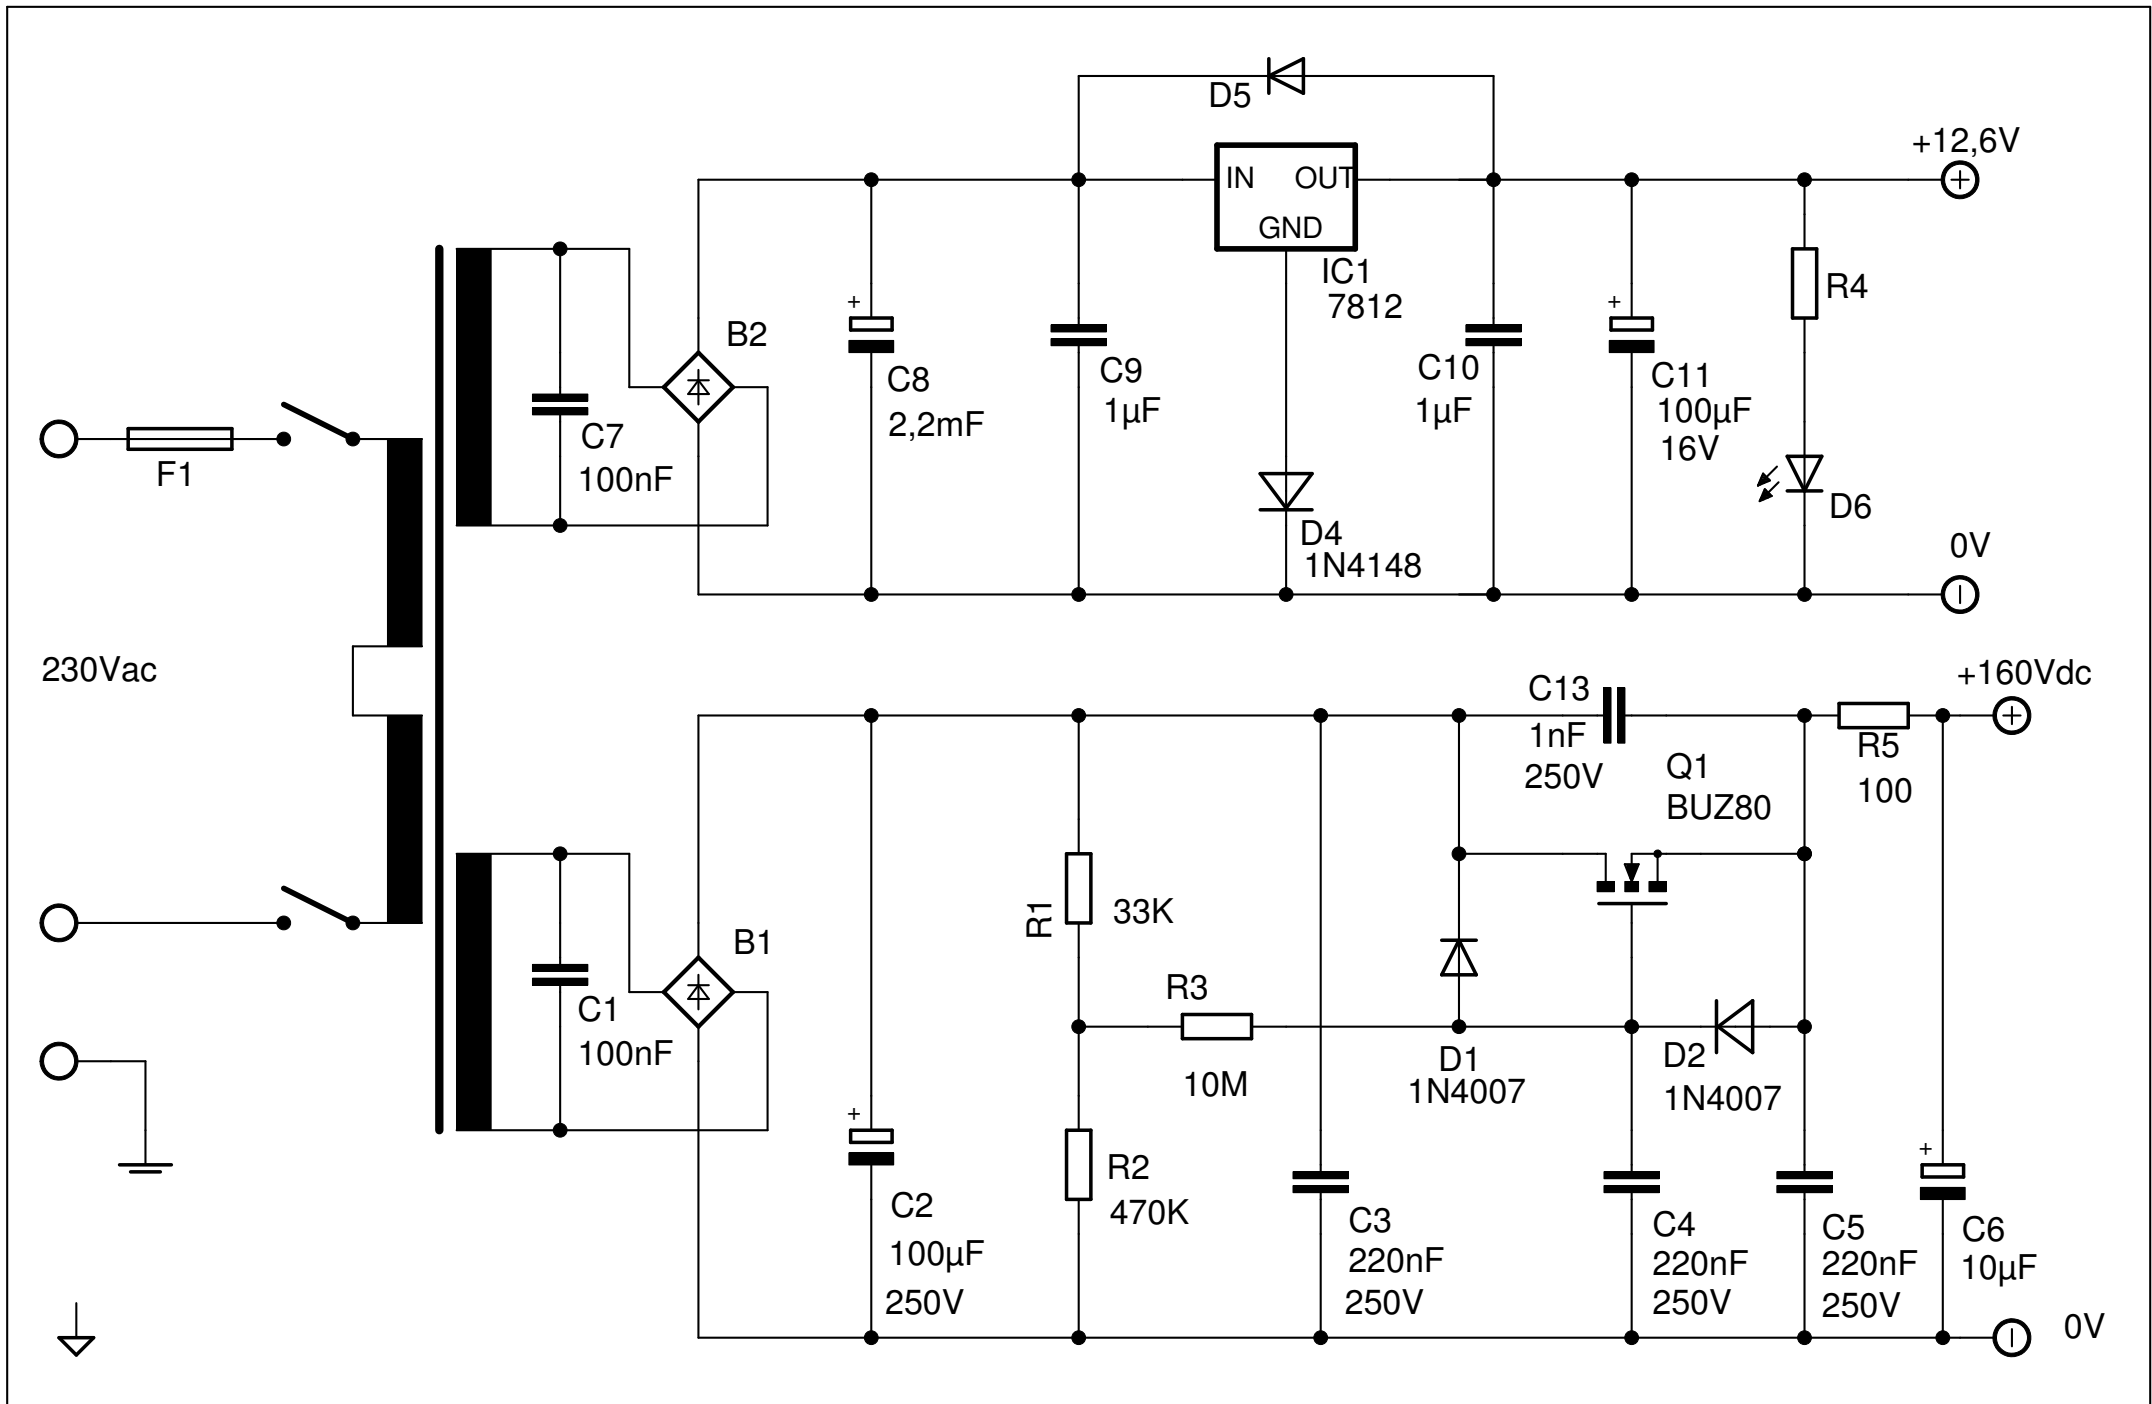 D5
+12,6V
IN OUT
GND
IC1
7812
R4
B2
C8
2,2mF
C9
1µF
C10
1µF
C11
100µF
16V
C7
100nF
F1
D6
D4
1N4148
0V
230Vac
+160Vdc
C13
1nF
250V
Q1
BUZ80
R5
100
R1
33K
B1
R3
10M
C1
100nF
D1
1N4007
D2
1N4007
R2
470K
C2
100µF
250V
C3
220nF
250V
C4
220nF
250V
C5
220nF
250V
C6
10µF
0V